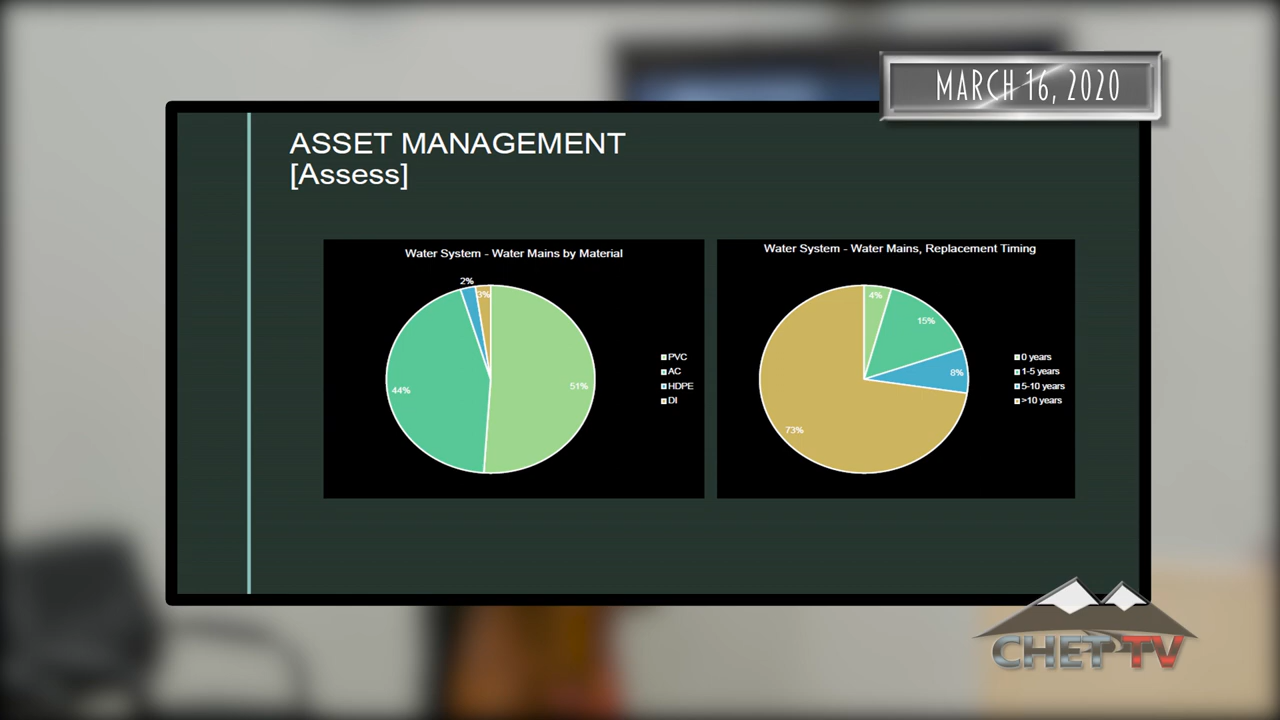 MARCH 16, 2020
ASSET MANAGEMENT
[Assess]
Water System - Water Mains by Material
2%
3%
44%
51%
PVC
AC
HDPE
DI
Water System - Water Mains, Replacement Timing
4%
15%
8%
73%
0 years
1-5 years
5-10 years
>10 years
CHET TV